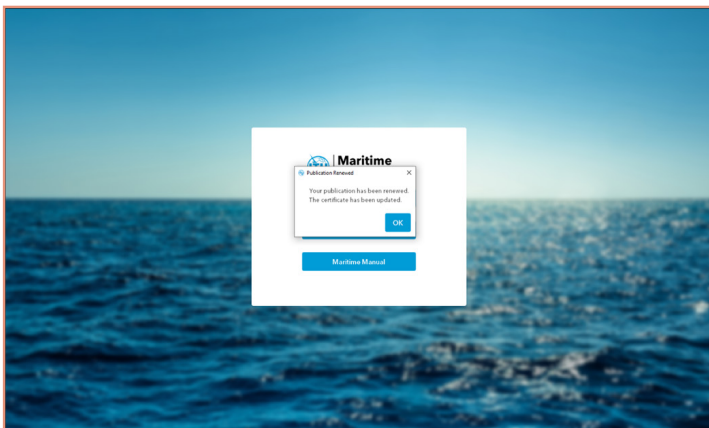 Maritime
Publication Renewed
Your publication has been renewed.
The certificate has been updated.
OK
Maritime Manual